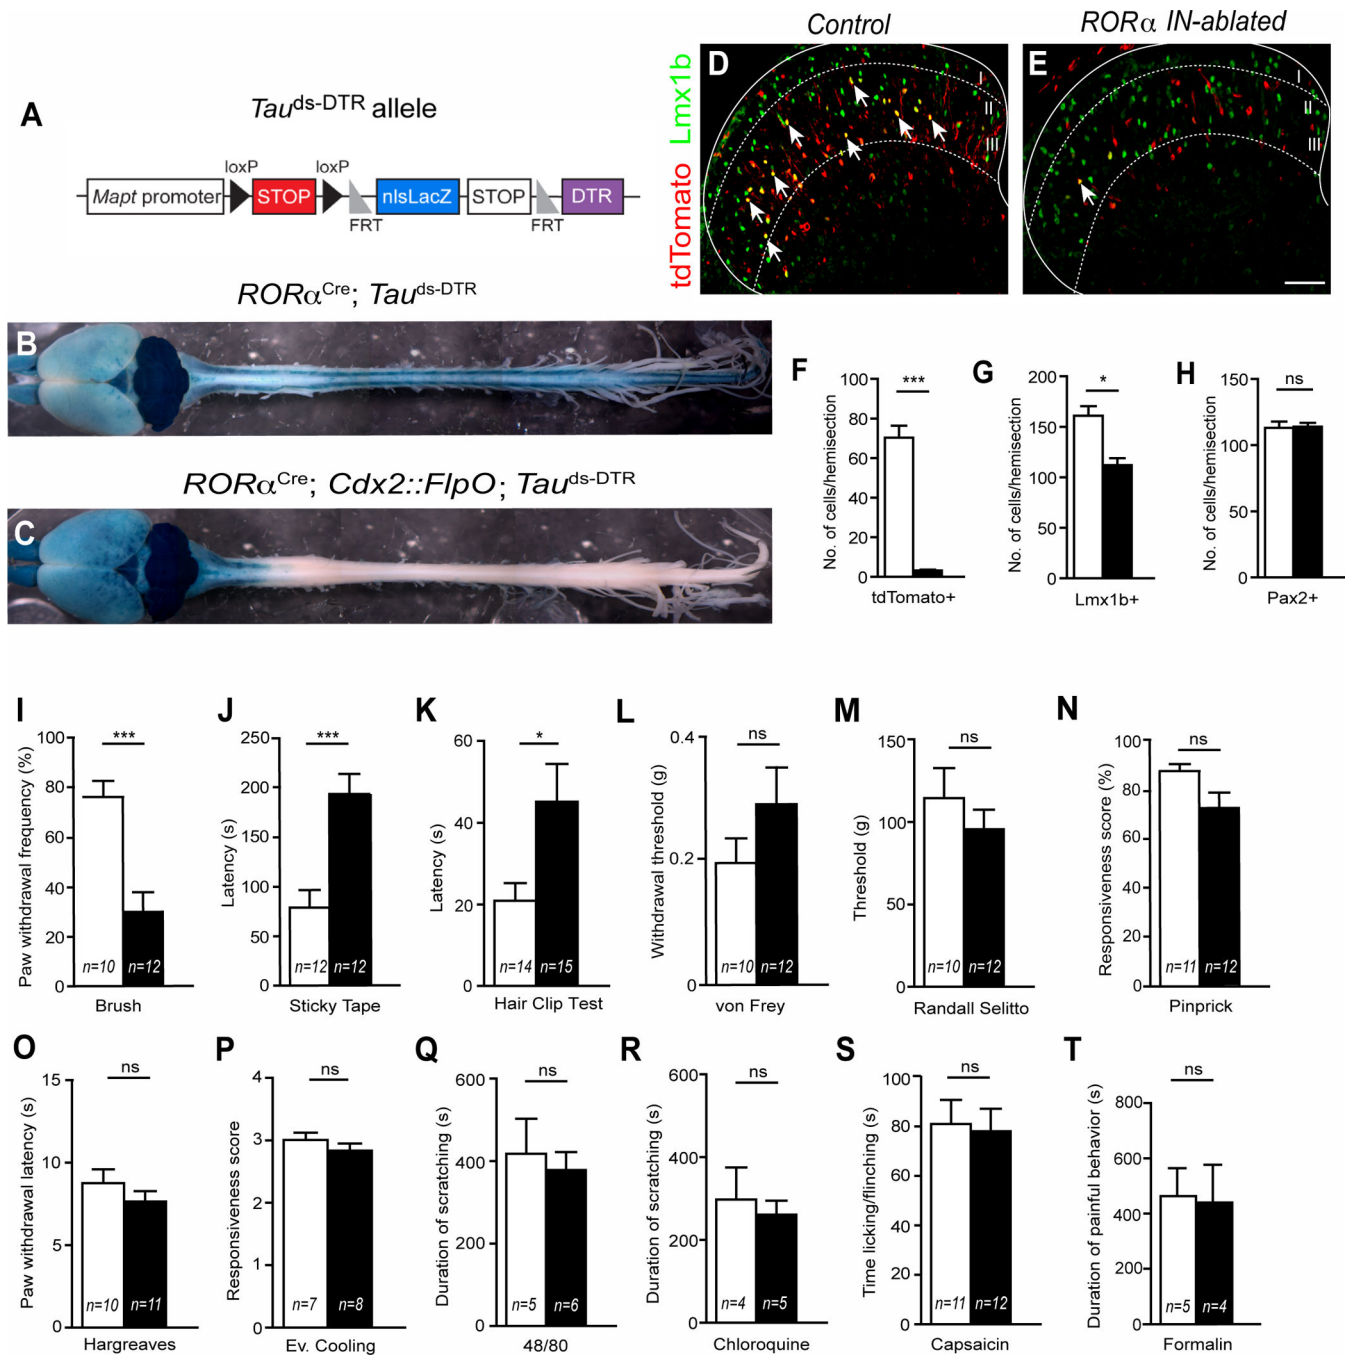 A
Tau^ds-DTR allele
loxP loxP
Mapt promoter STOP nlsLacZ STOP DTR
FRT FRT
RORα^Cre; Tau^ds-DTR
B
RORα^Cre; Cdx2::FlpO; Tau^ds-DTR
C
Control
RORα IN-ablated
tdTomato Lmx1b
D
I
II
III
E
I
II
III
F
No. of cells/hemisection
100
80
60
40
20
0
***
tdTomato+
G
No. of cells/hemisection
200
150
100
50
0
*
Lmx1b+
H
No. of cells/hemisection
150
100
50
0
ns
Pax2+
I
Paw withdrawal frequency (%)
100
80
60
40
20
0
***
n=10 n=12
Brush
J
Latency (s)
250
200
150
100
50
0
***
n=12 n=12
Sticky Tape
K
Latency (s)
60
40
20
0
*
n=14 n=15
Hair Clip Test
L
Withdrawal threshold (g)
0.4
0.2
0
ns
n=10 n=12
von Frey
M
Threshold (g)
150
100
50
0
ns
n=10 n=12
Randall Selitto
N
Responsiveness score (%)
100
80
60
40
20
0
ns
n=11 n=12
Pinprick
O
Paw withdrawal latency (s)
15
10
5
0
ns
n=10 n=11
Hargreaves
P
Responsiveness score
4
3
2
1
0
ns
n=7 n=8
Ev. Cooling
Q
Duration of scratching (s)
600
400
200
0
ns
n=5 n=6
48/80
R
Duration of scratching (s)
600
400
200
0
ns
n=4 n=5
Chloroquine
S
Time licking/flinching (s)
100
80
60
40
20
0
ns
n=11 n=12
Capsaicin
T
Duration of painful behavior (s)
800
600
400
200
0
ns
n=5 n=4
Formalin